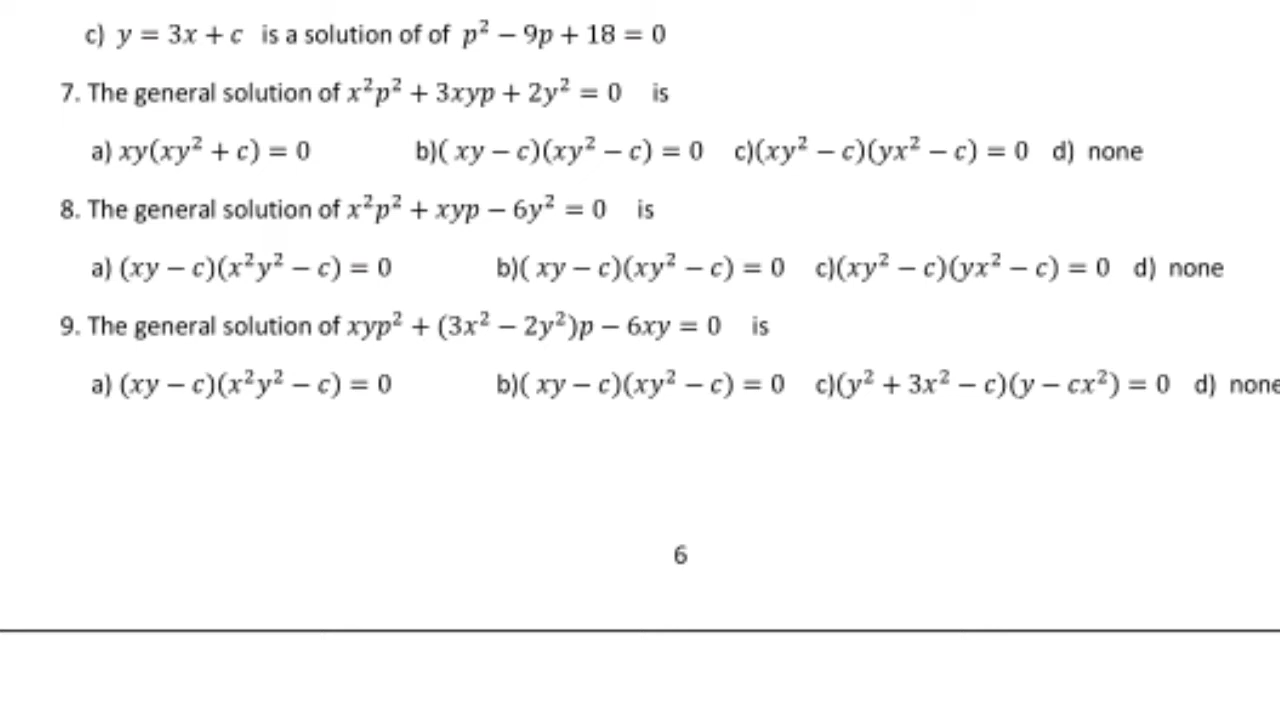 c) y = 3x + c is a solution of of p² − 9p + 18 = 0
7. The general solution of x²p² + 3xyp + 2y² = 0 is
a) xy(xy² + c) = 0 b)( xy − c)(xy² − c) = 0 c)(xy² − c)(yx² − c) = 0 d) none
8. The general solution of x²p² + xyp − 6y² = 0 is
a) (xy − c)(x²y² − c) = 0 b)( xy − c)(xy² − c) = 0 c)(xy² − c)(yx² − c) = 0 d) none
9. The general solution of xyp² + (3x² − 2y²)p − 6xy = 0 is
a) (xy − c)(x²y² − c) = 0 b)( xy − c)(xy² − c) = 0 c)(y² + 3x² − c)(y − cx²) = 0 d) none
6